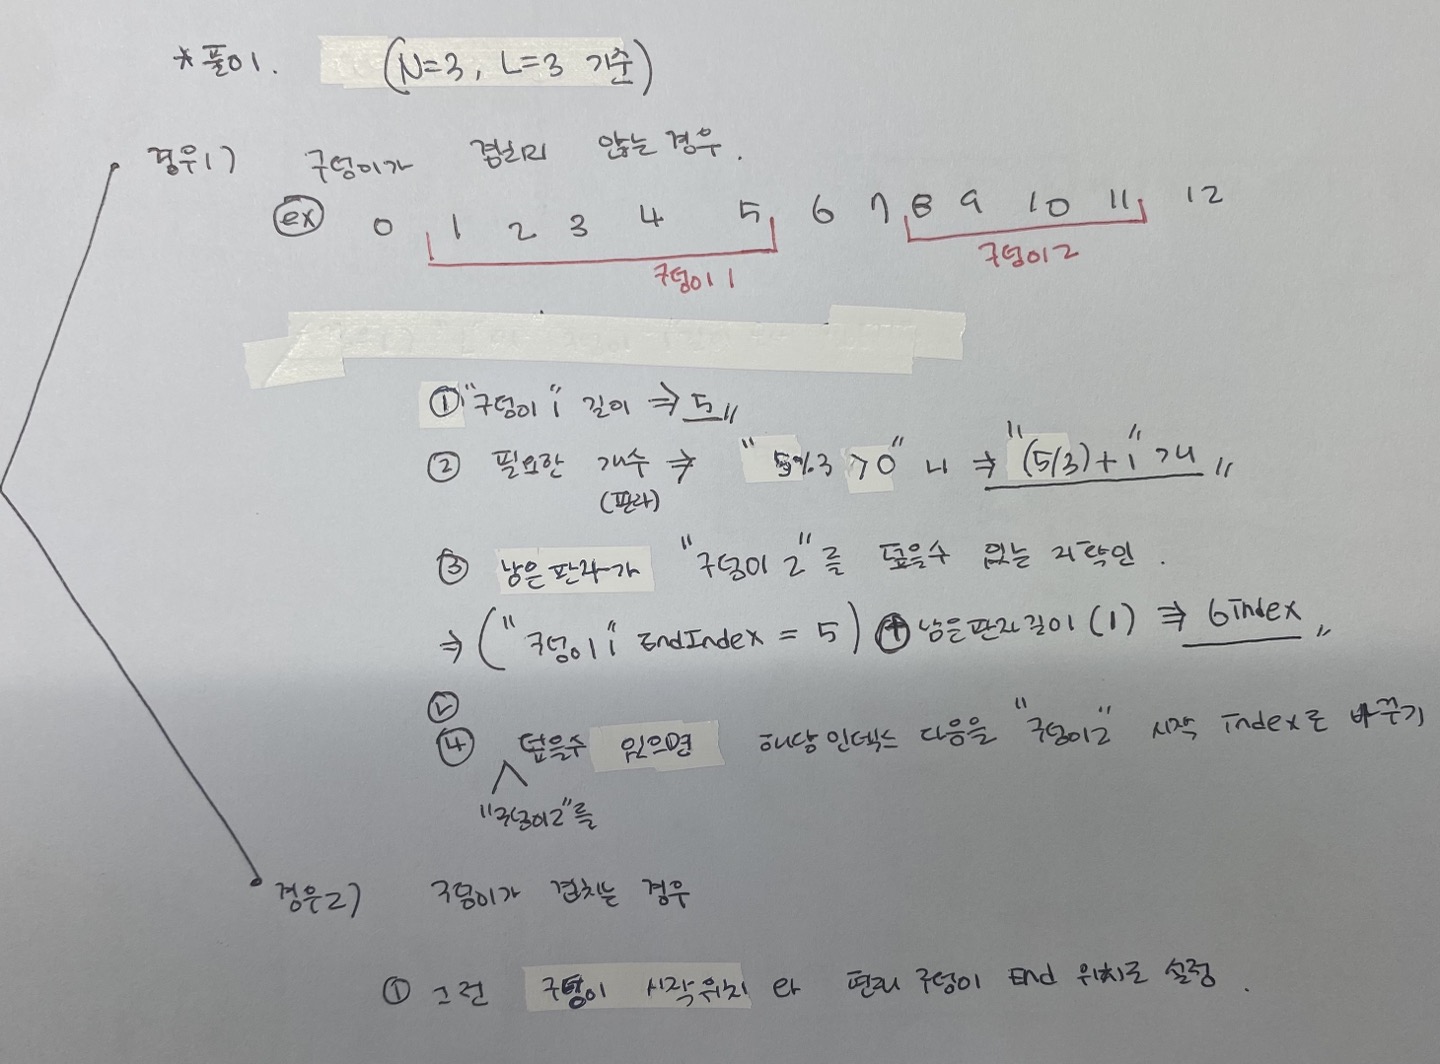 * 풀이. (N=3, L=3 기준)
경우1) 구덩이가 겹치지 않는 경우.
ex 0 1 2 3 4 5 6 7 8 9 10 11 12
구덩이1 구덩이2
① "구덩이1" 길이 ⇒ 5〃
② 필요한 개수 ⇒ "5%3 >0" 니 ⇒ "(5/3)+1" 개〃
(판자)
③ 남은 판자가 "구덩이2"를 덮을수 있는지 확인.
⇒ ("구덩이1" EndIndex = 5) + 남은판자길이(1) ⇒ 6index〃
④ 덮을수 있으면 해당 인덱스 다음을 "구덩이2" 시작 index로 바꾸기
"구덩이2"를
경우2) 구덩이가 겹치는 경우
① 그전 구덩이 시작위치 와 현재 구덩이 End 위치로 설정.